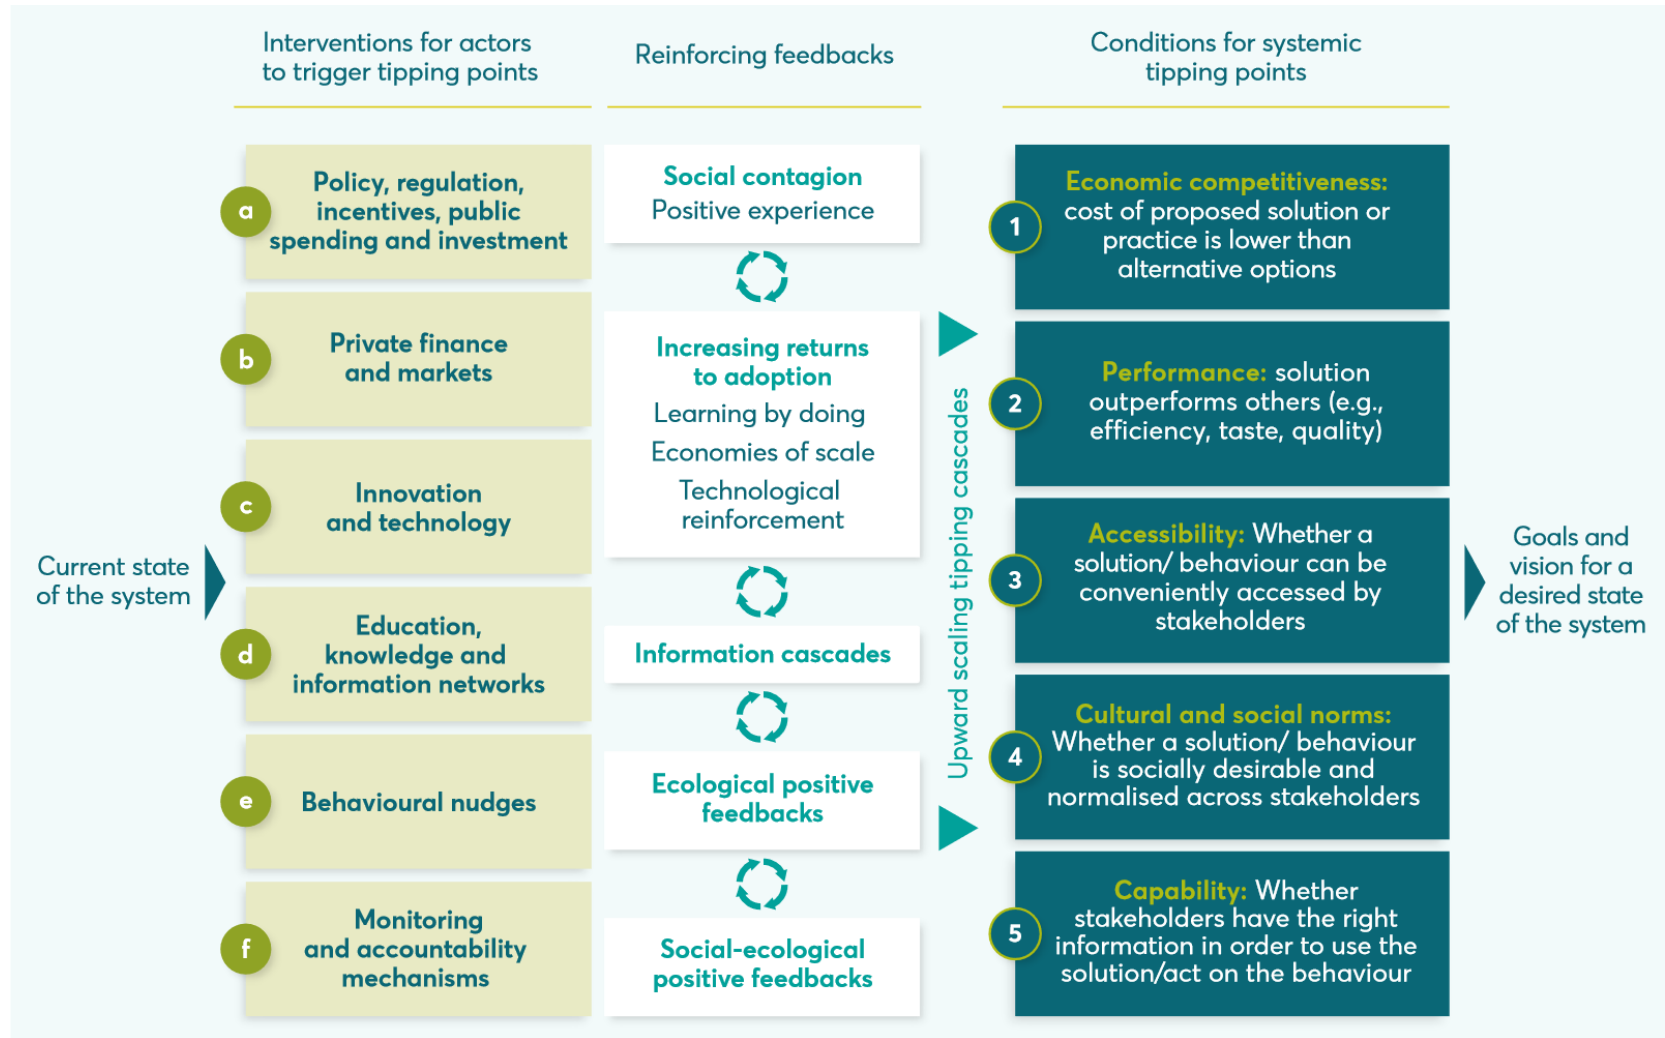 Interventions for actors
to trigger tipping points
Reinforcing feedbacks
Conditions for systemic
tipping points
Current state
of the system
a
Policy, regulation,
incentives, public
spending and investment
b
Private finance
and markets
c
Innovation
and technology
d
Education,
knowledge and
information networks
e
Behavioural nudges
f
Monitoring
and accountability
mechanisms
Social contagion
Positive experience
Increasing returns
to adoption
Learning by doing
Economies of scale
Technological
reinforcement
Information cascades
Ecological positive
feedbacks
Social-ecological
positive feedbacks
Upward scaling tipping cascades
1
Economic competitiveness:
cost of proposed solution or
practice is lower than
alternative options
2
Performance: solution
outperforms others (e.g.,
efficiency, taste, quality)
3
Accessibility: Whether a
solution/ behaviour can be
conveniently accessed by
stakeholders
4
Cultural and social norms:
Whether a solution/ behaviour
is socially desirable and
normalised across stakeholders
5
Capability: Whether
stakeholders have the right
information in order to use the
solution/act on the behaviour
Goals and
vision for a
desired state
of the system